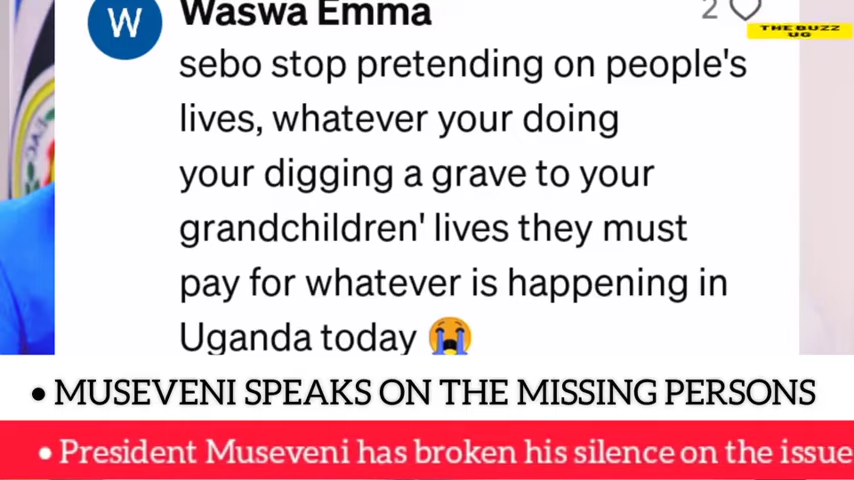 W
Waswa Emma
2
THE BUZZ
UG
sebo stop pretending on people's
lives, whatever your doing
your digging a grave to your
grandchildren' lives they must
pay for whatever is happening in
Uganda today 😭
• MUSEVENI SPEAKS ON THE MISSING PERSONS
• President Museveni has broken his silence on the issue